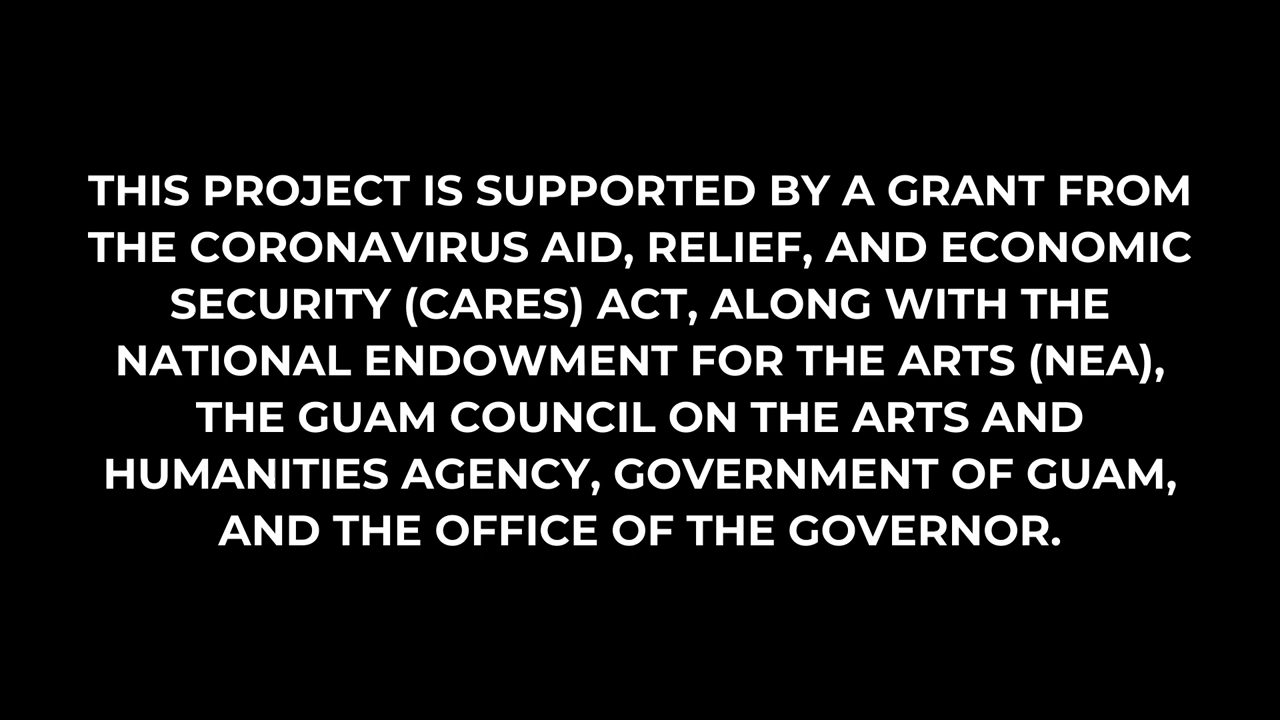 THIS PROJECT IS SUPPORTED BY A GRANT FROM
THE CORONAVIRUS AID, RELIEF, AND ECONOMIC
SECURITY (CARES) ACT, ALONG WITH THE
NATIONAL ENDOWMENT FOR THE ARTS (NEA),
THE GUAM COUNCIL ON THE ARTS AND
HUMANITIES AGENCY, GOVERNMENT OF GUAM,
AND THE OFFICE OF THE GOVERNOR.